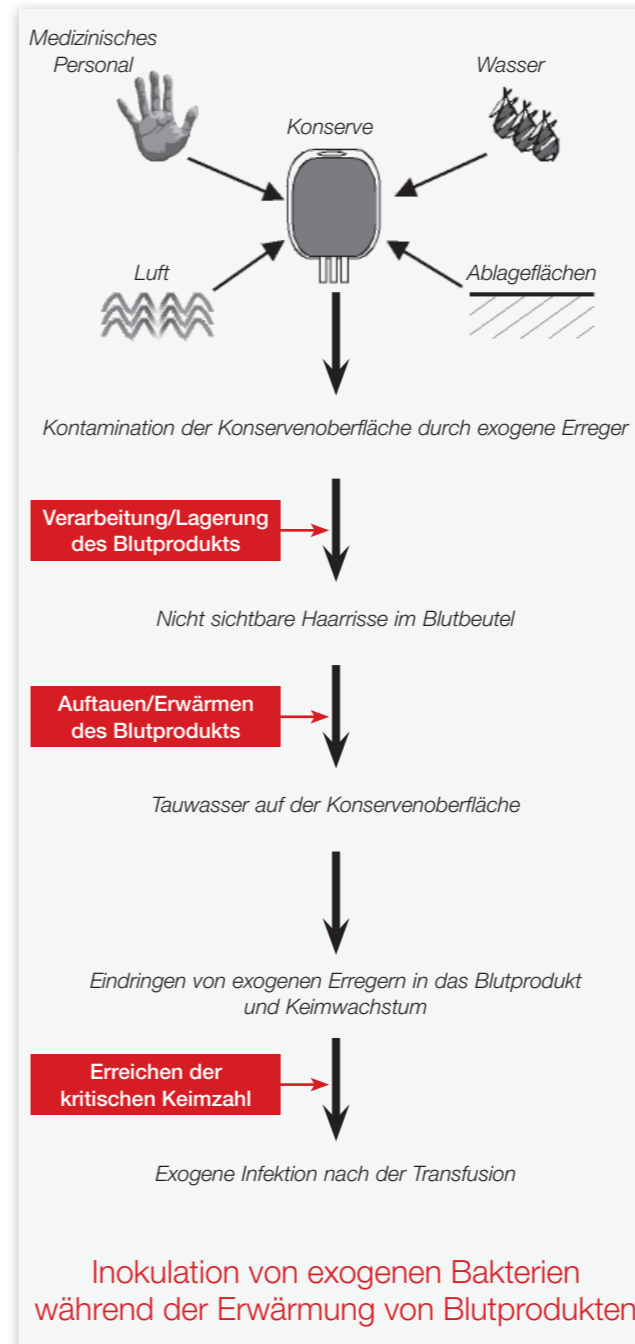 Medizinisches
Personal
Wasser
Konserve
Luft
Ablageflächen
Kontamination der Konservenoberfläche durch exogene Erreger
Verarbeitung/Lagerung
des Blutprodukts
Nicht sichtbare Haarrisse im Blutbeutel
Auftauen/Erwärmen
des Blutprodukts
Tauwasser auf der Konservenoberfläche
Eindringen von exogenen Erregern in das Blutprodukt
und Keimwachstum
Erreichen der
kritischen Keimzahl
Exogene Infektion nach der Transfusion
Inokulation von exogenen Bakterien
während der Erwärmung von Blutprodukten